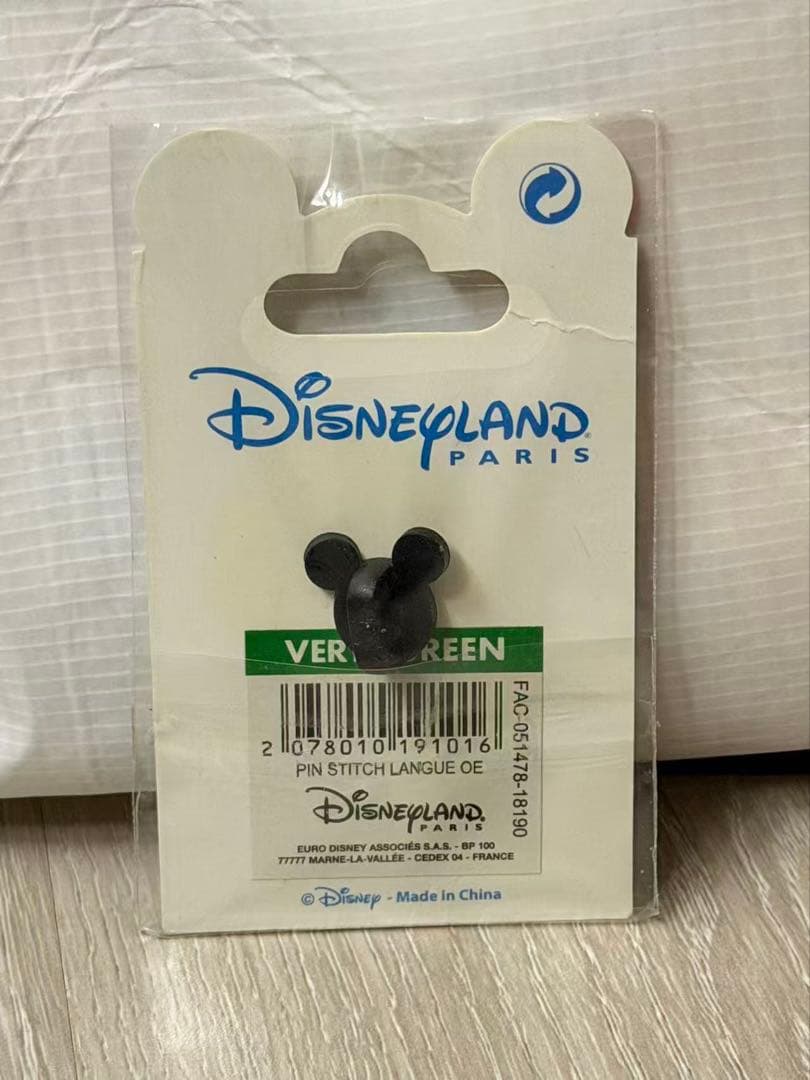 DISNEYLAND
PARIS
VER REEN
2 078010 191016
PIN STITCH LANGUE OE
FAC-051478-18190
DISNEYLAND.
PARIS
EURO DISNEY ASSOCIÉS S.A.S. - BP 100
77777 MARNE-LA-VALLÉE - CEDEX 04 - FRANCE
© DISNEY - Made in China